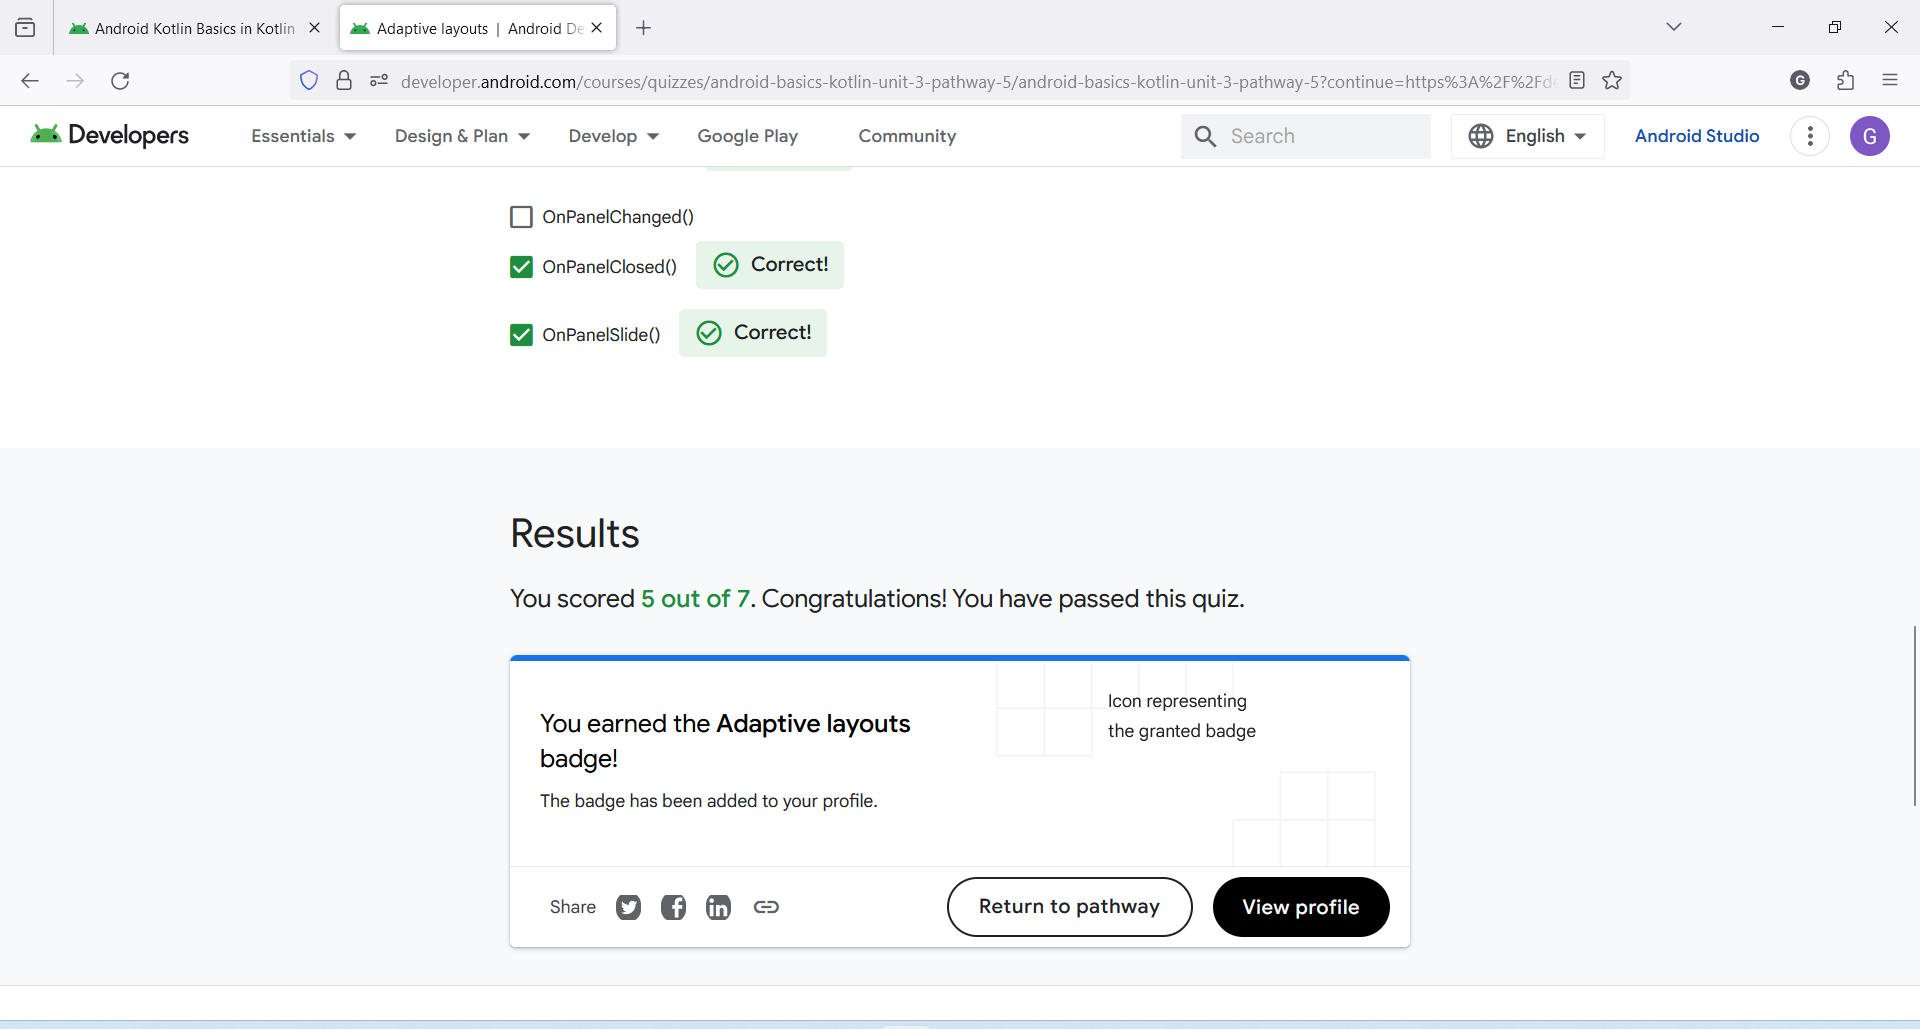 Android Kotlin Basics in Kotlin
Adaptive layouts | Android De
developer.android.com/courses/quizzes/android-basics-kotlin-unit-3-pathway-5/android-basics-kotlin-unit-3-pathway-5?continue=https%3A%2F%2Fd
G
Developers
Essentials
Design & Plan
Develop
Google Play
Community
Search
English
Android Studio
G
OnPanelChanged()
OnPanelClosed()
Correct!
OnPanelSlide()
Correct!
Results
You scored 5 out of 7. Congratulations! You have passed this quiz.
You earned the Adaptive layouts
badge!
The badge has been added to your profile.
Icon representing
the granted badge
Share
Return to pathway
View profile